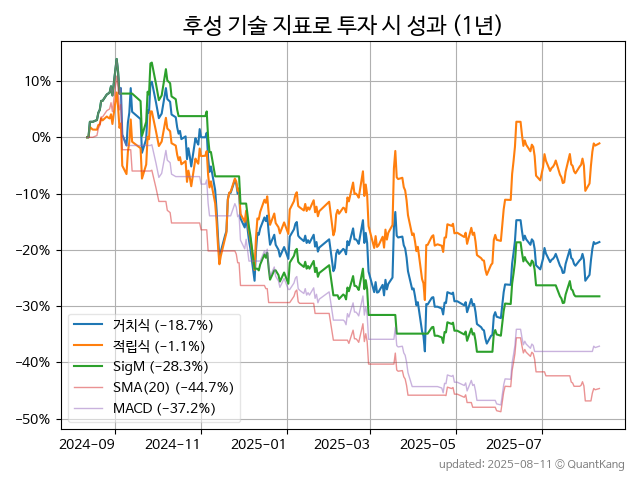 후성 기술 지표로 투자 시 성과 (1년)
10%
0%
−10%
−20%
−30%
−40%
−50%
거치식 (−18.7%)
적립식 (−1.1%)
SigM (−28.3%)
SMA(20) (−44.7%)
MACD (−37.2%)
2024-09 2024-11 2025-01 2025-03 2025-05 2025-07
updated: 2025-08-11 © QuantKang